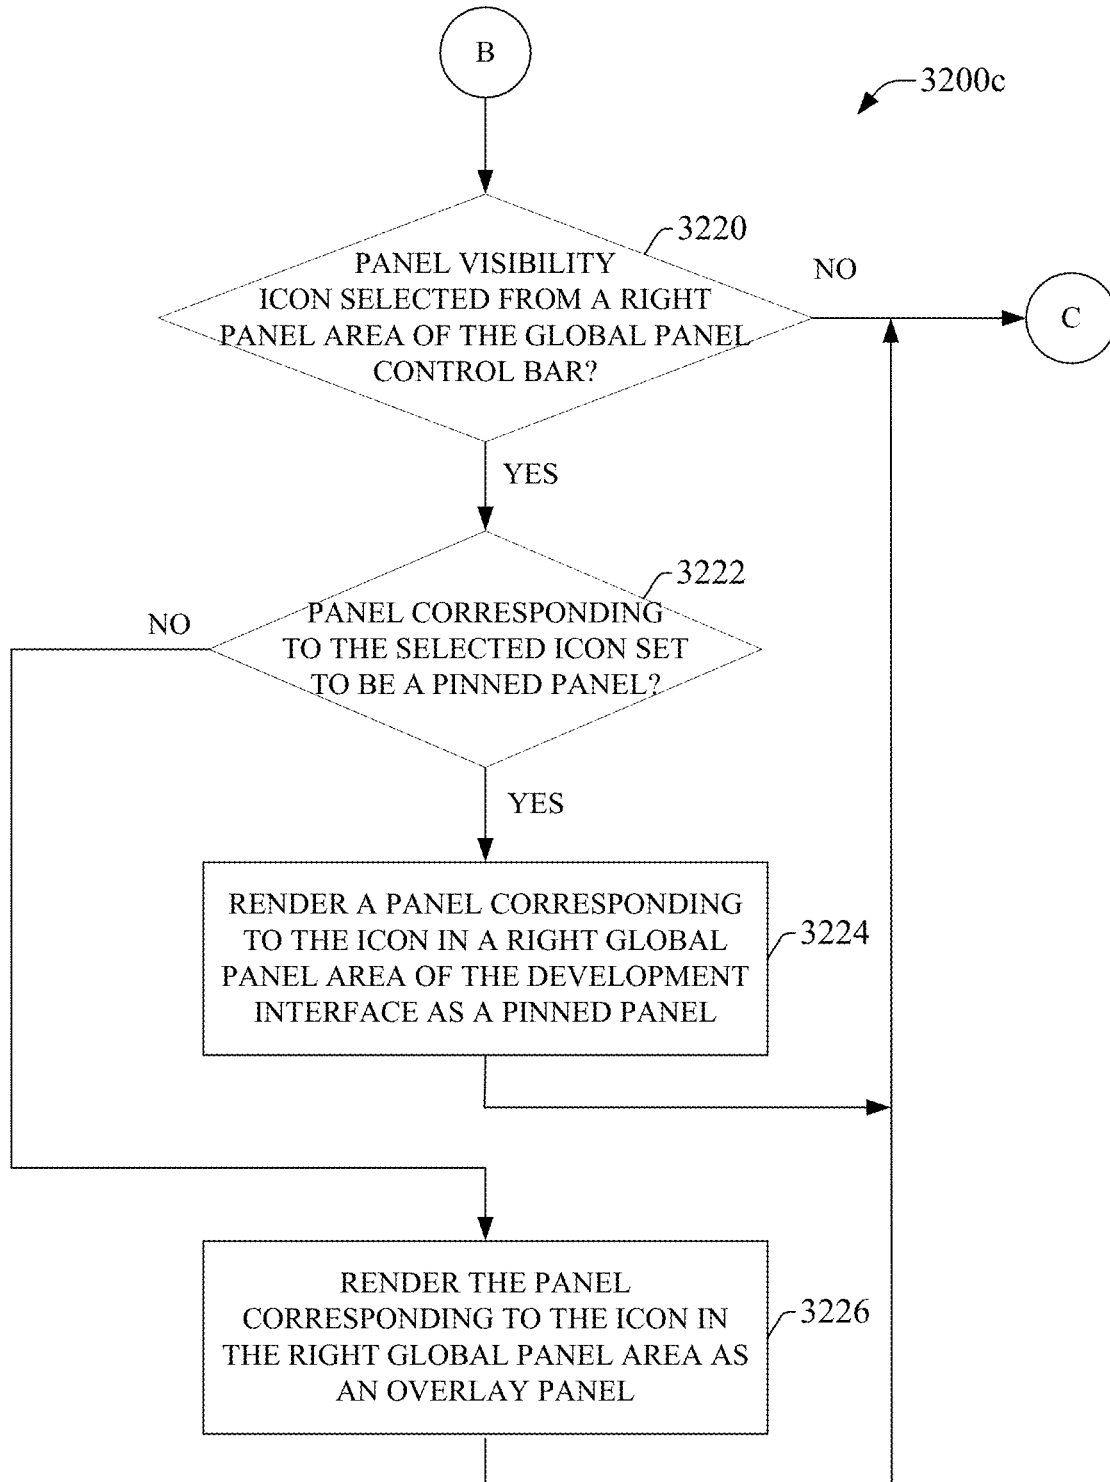 B
3200c
3220
PANEL VISIBILITY
ICON SELECTED FROM A RIGHT
PANEL AREA OF THE GLOBAL PANEL
CONTROL BAR?
NO
C
YES
3222
NO
PANEL CORRESPONDING
TO THE SELECTED ICON SET
TO BE A PINNED PANEL?
YES
RENDER A PANEL CORRESPONDING
TO THE ICON IN A RIGHT GLOBAL
PANEL AREA OF THE DEVELOPMENT
INTERFACE AS A PINNED PANEL
3224
RENDER THE PANEL
CORRESPONDING TO THE ICON IN
THE RIGHT GLOBAL PANEL AREA AS
AN OVERLAY PANEL
3226